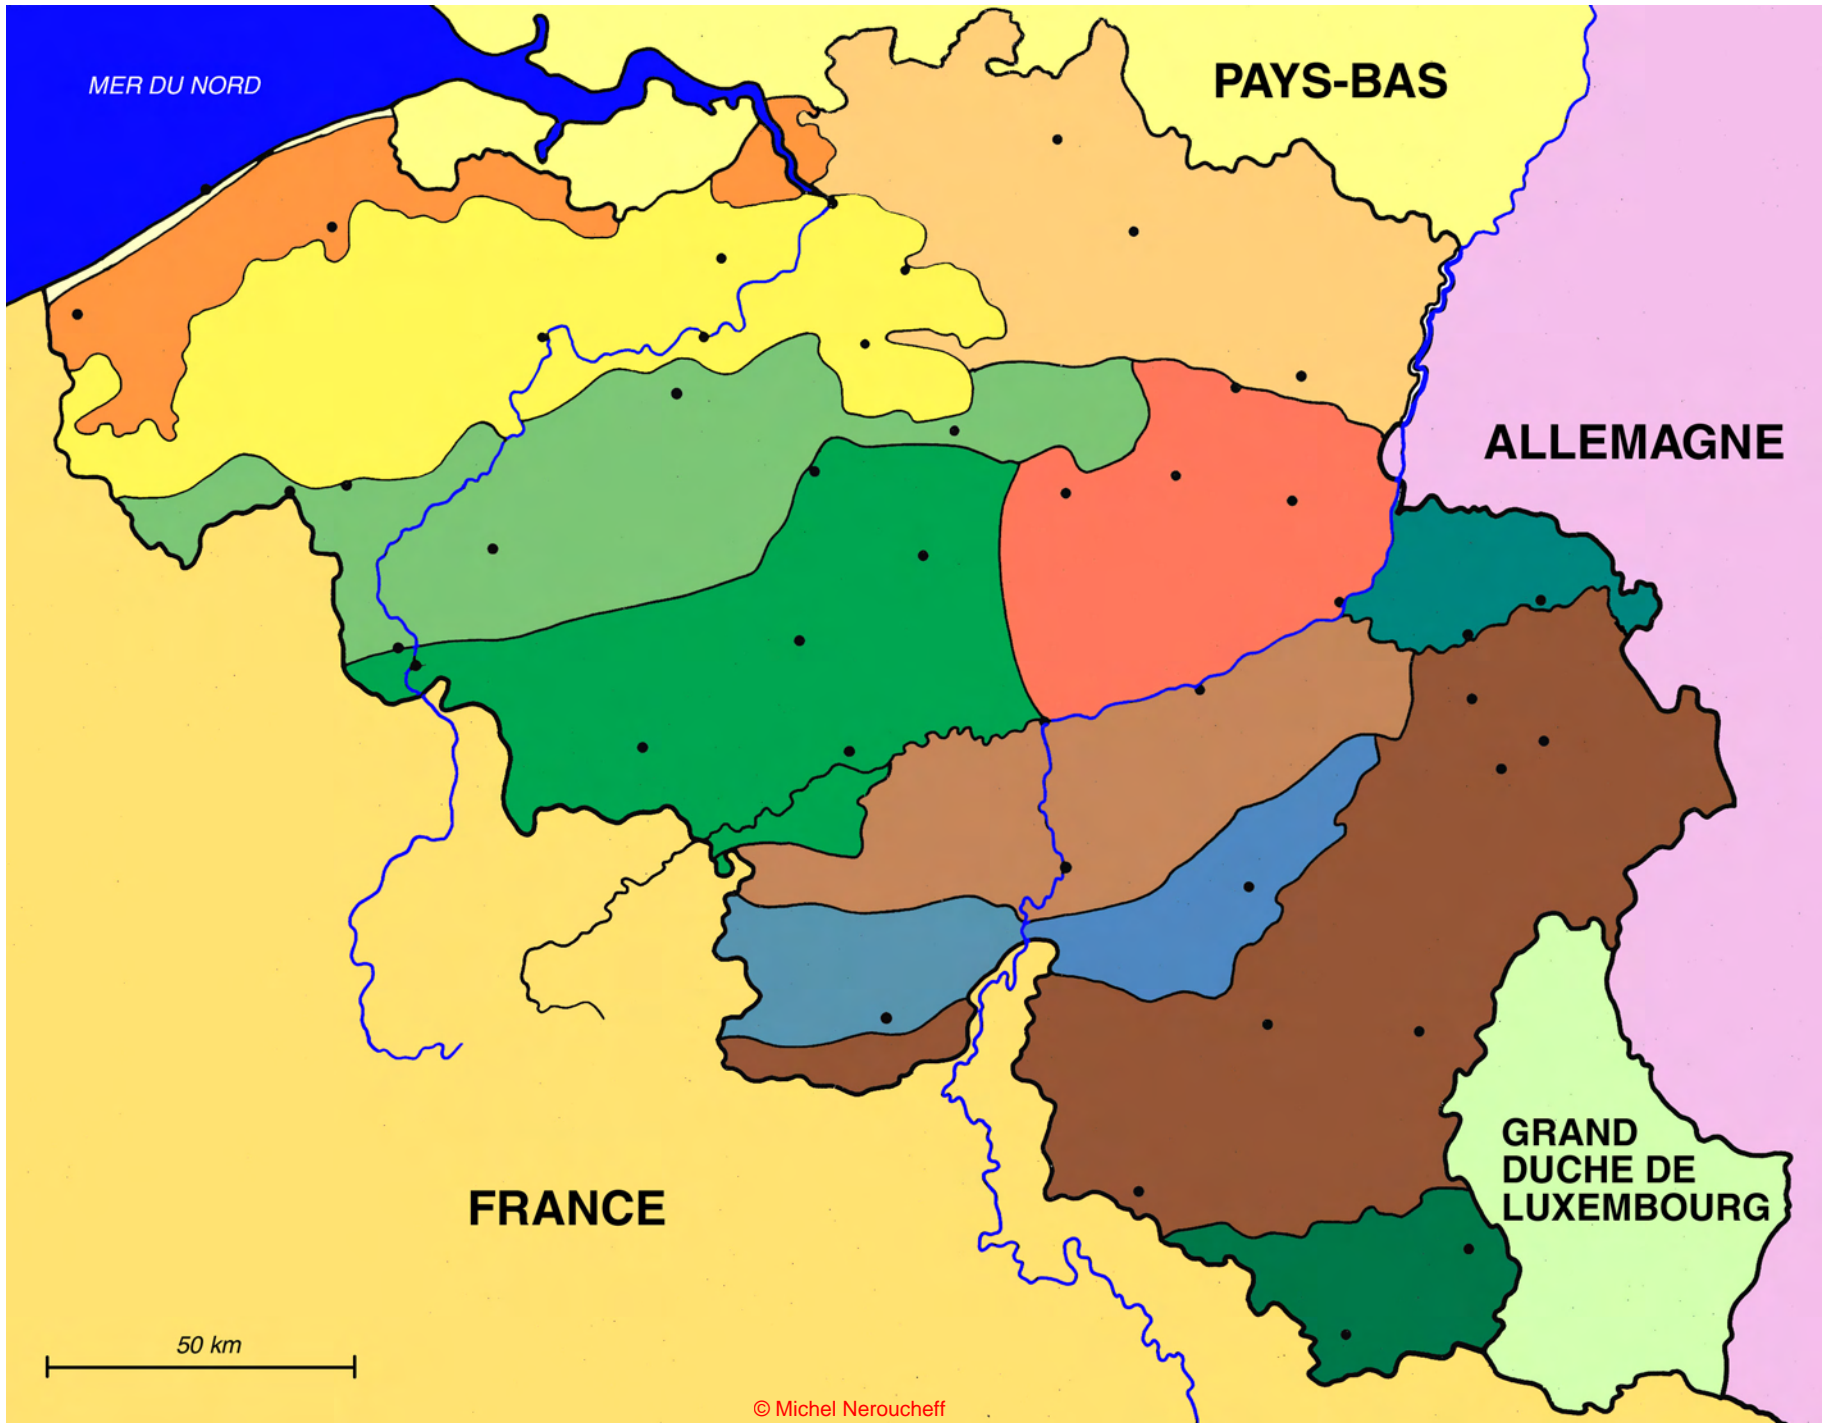 MER DU NORD
PAYS-BAS
ALLEMAGNE
GRAND
DUCHE DE
LUXEMBOURG
FRANCE
50 km
© Michel Neroucheff